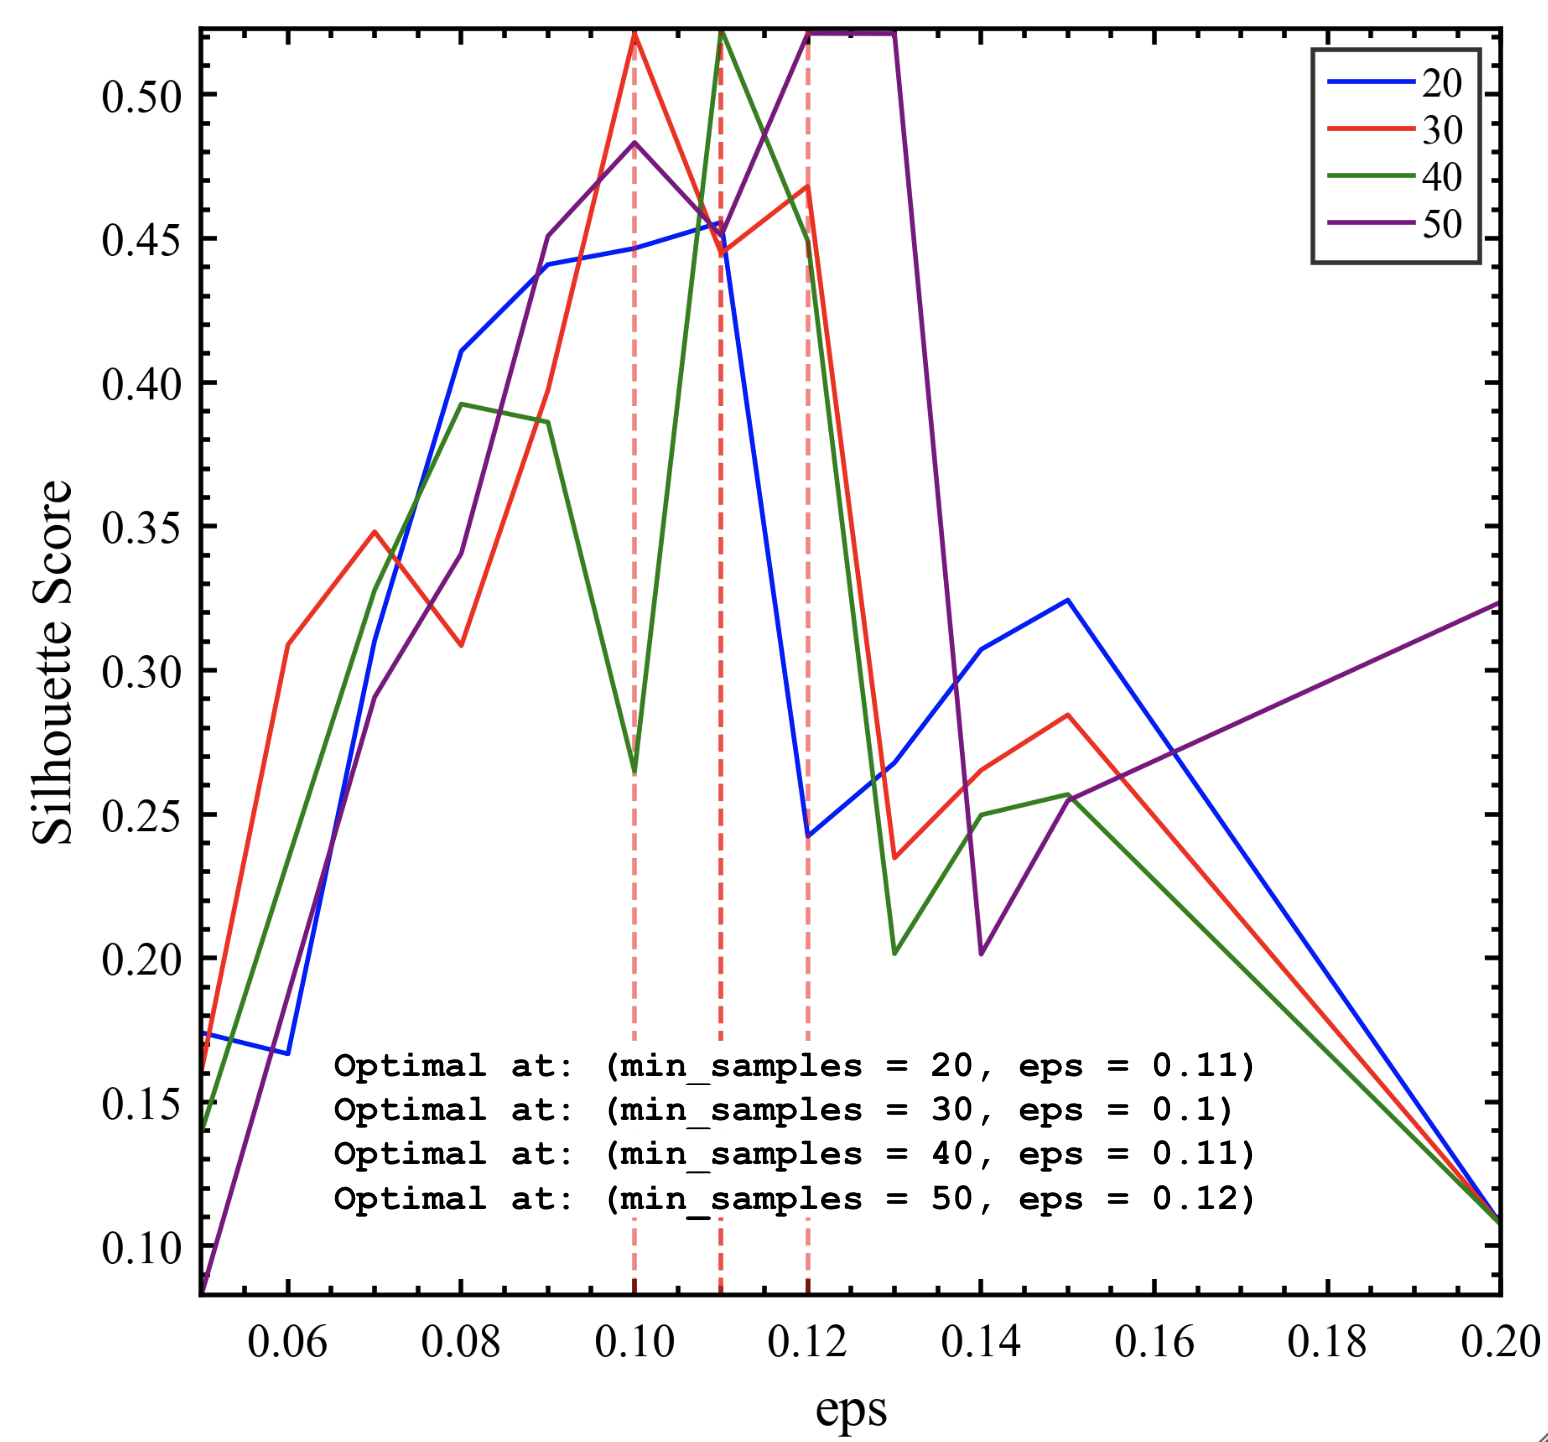 0.50
0.45
0.40
0.35
0.30
0.25
0.20
0.15
0.10
Silhouette Score
20
30
40
50
Optimal at: (min_samples = 20, eps = 0.11)
Optimal at: (min_samples = 30, eps = 0.1)
Optimal at: (min_samples = 40, eps = 0.11)
Optimal at: (min_samples = 50, eps = 0.12)
0.06 0.08 0.10 0.12 0.14 0.16 0.18 0.20
eps